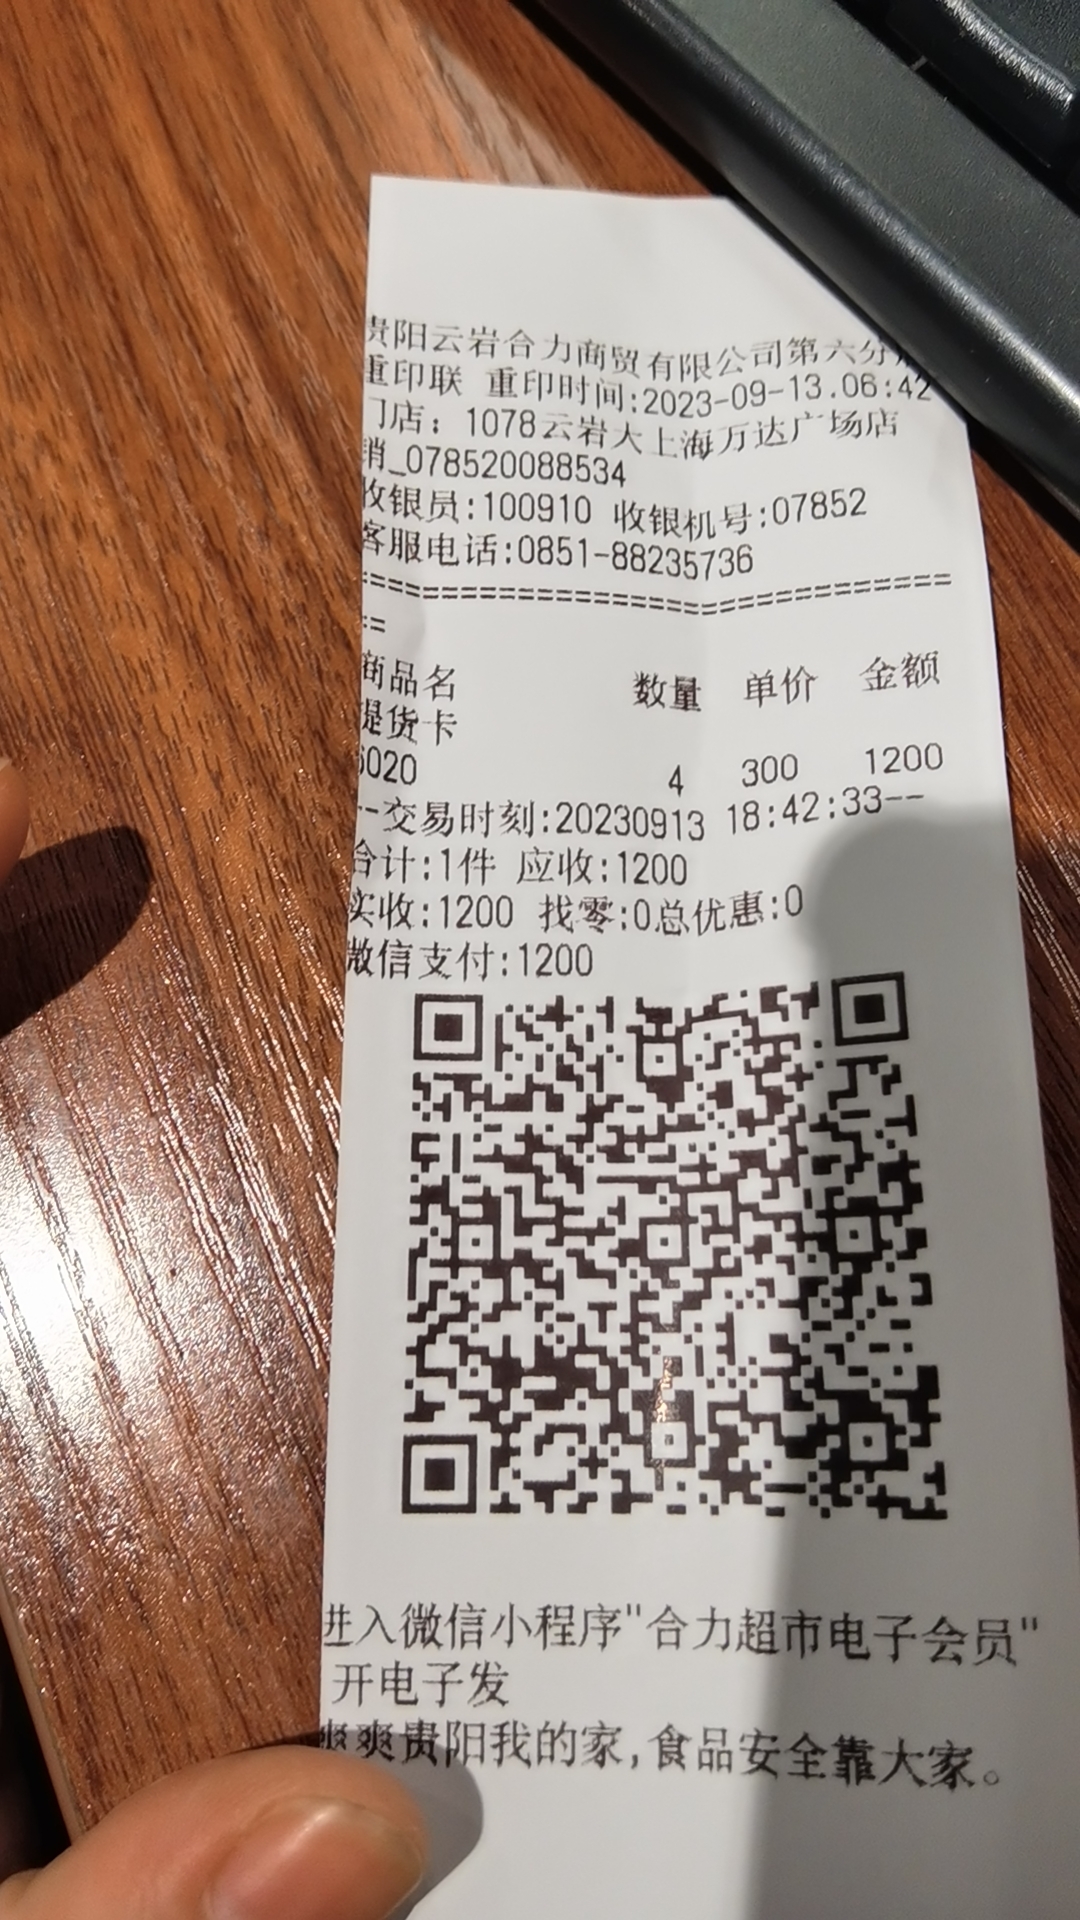 贵阳云岩合力商贸有限公司第六分
重印联 重印时间:2023-09-13.06:42
门店：1078云岩大上海万达广场店
销_078520088534
收银员:100910 收银机号:07852
客服电话:0851-88235736
========================================
==
商品名 数量 单价 金额
提货卡
6020 4 300 1200
--交易时刻:20230913 18:42:33--
合计:1件 应收:1200
实收:1200 找零:0总优惠:0
微信支付:1200
进入微信小程序"合力超市电子会员"
开电子发
爽爽贵阳我的家,食品安全靠大家。